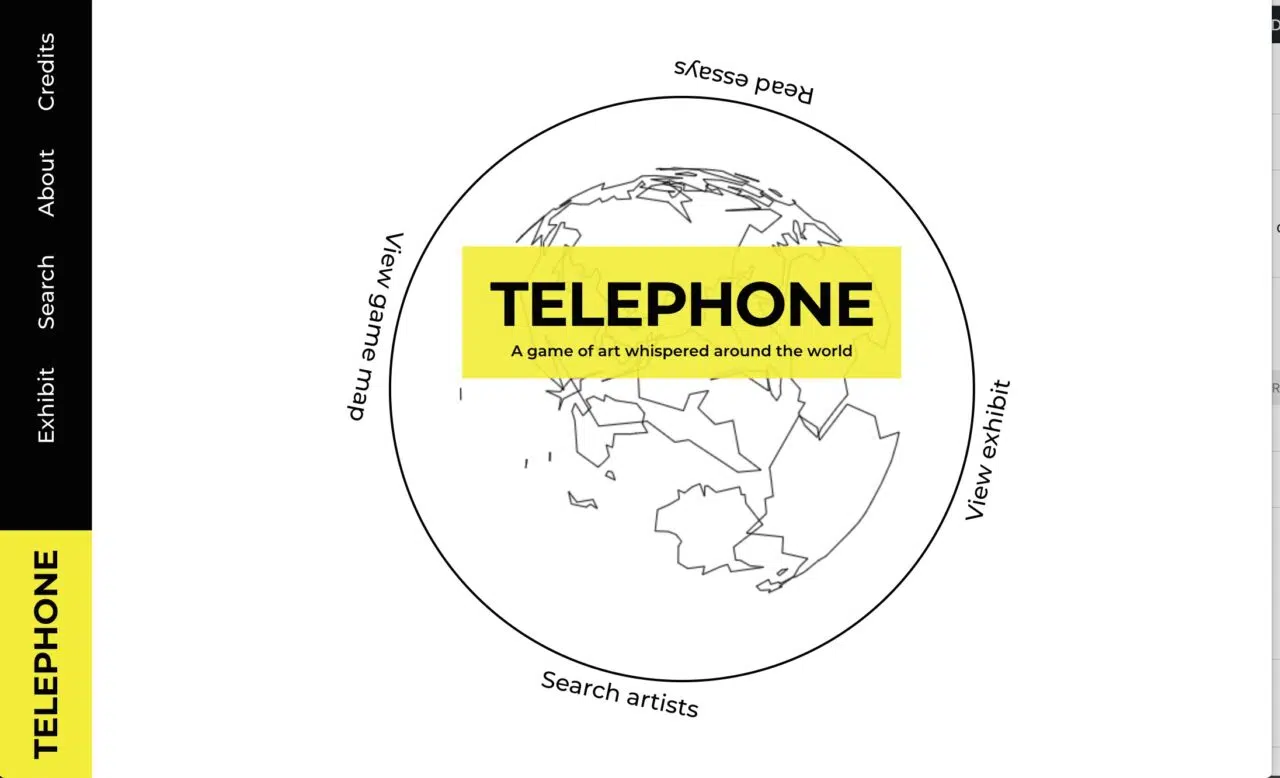 Credits
About
Search
Exhibit
TELEPHONE
Read essays
View game map
TELEPHONE
A game of art whispered around the world
View exhibit
Search artists